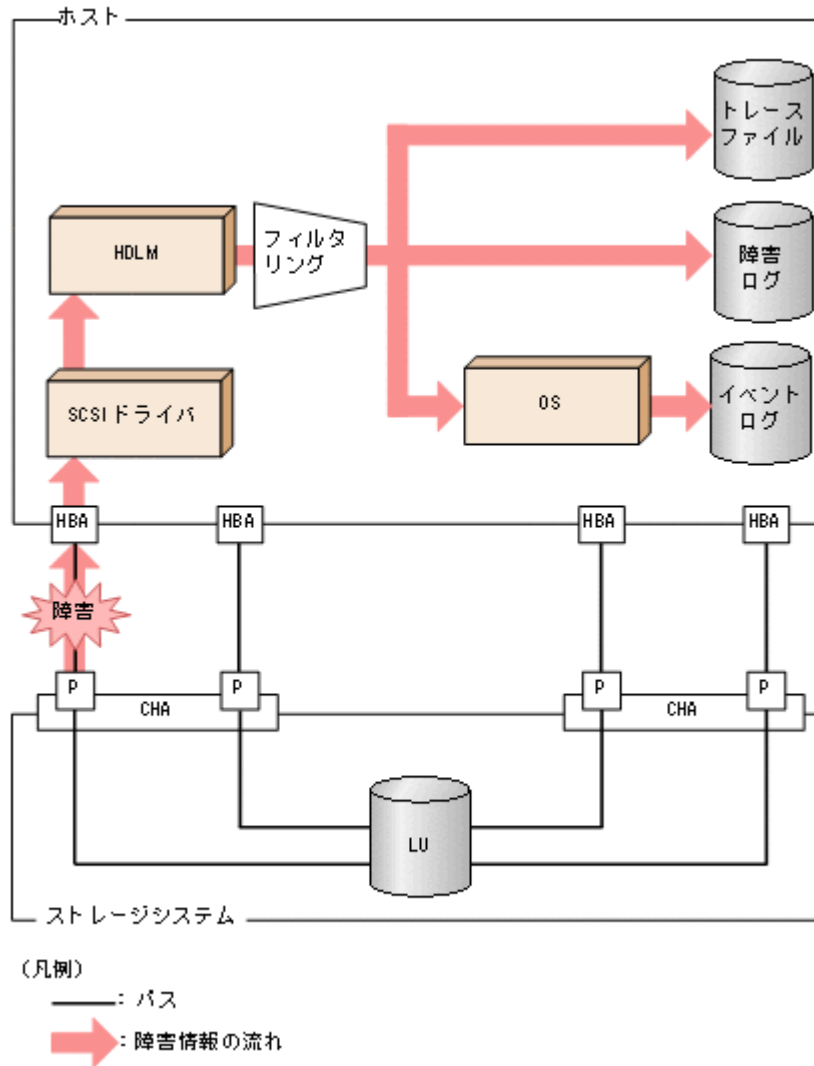 ホスト
トレース
ファイル
HDLM
フィルタ
リング
障害
ログ
SCSIドライバ
OS
イベント
ログ
HBA
HBA
HBA
HBA
障害
P
P
P
P
CHA
CHA
LU
ストレージシステム
(凡例)
: パス
: 障害情報の流れ